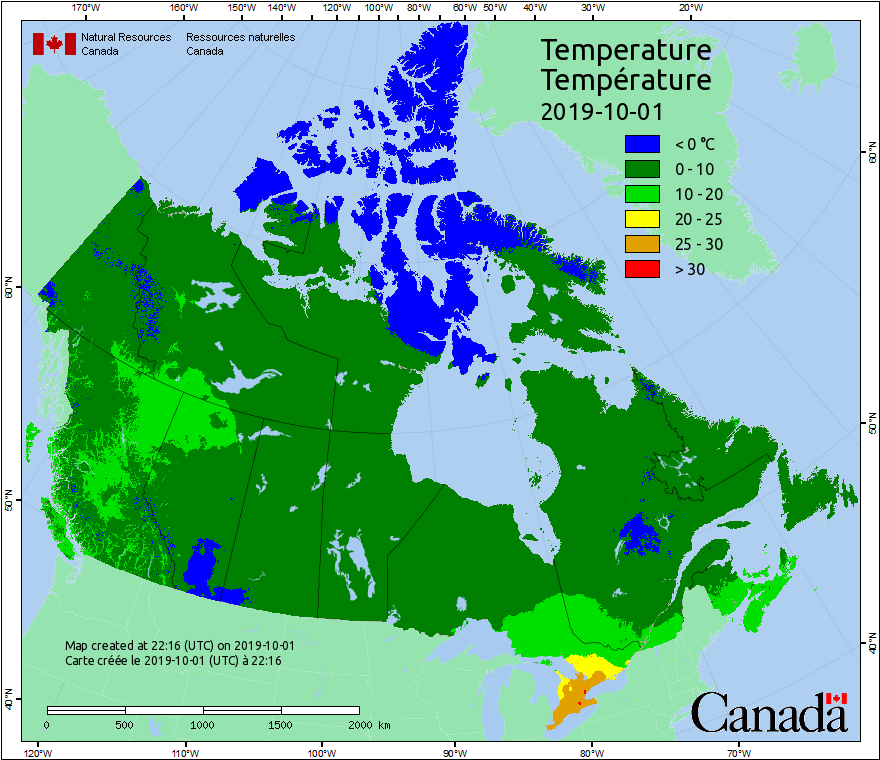 170°W 160°W 150°W 140°W 130°W 120°W 100°W 80°W 60°W 50°W 40°W 30°W 20°W
Natural Resources Ressources naturelles
Canada Canada
Temperature
Température
2019-10-01
< 0 °C
0 - 10
10 - 20
20 - 25
25 - 30
> 30
60°N
60°N
50°N
50°N
40°N
40°N
Map created at 22:16 (UTC) on 2019-10-01
Carte créée le 2019-10-01 (UTC) à 22:16
0 500 1000 1500 2000 km
Canada
120°W 110°W 100°W 90°W 80°W 70°W